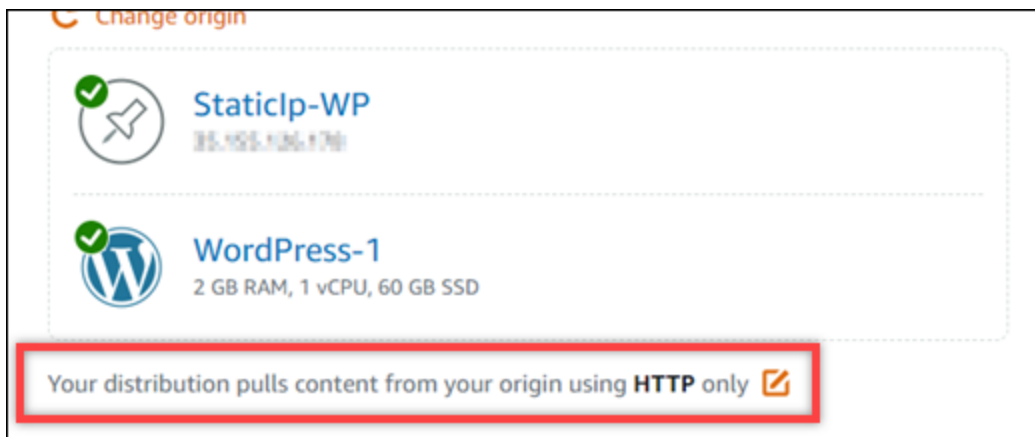 Change origin
StaticIp-WP
WordPress-1
2 GB RAM, 1 vCPU, 60 GB SSD
Your distribution pulls content from your origin using HTTP only